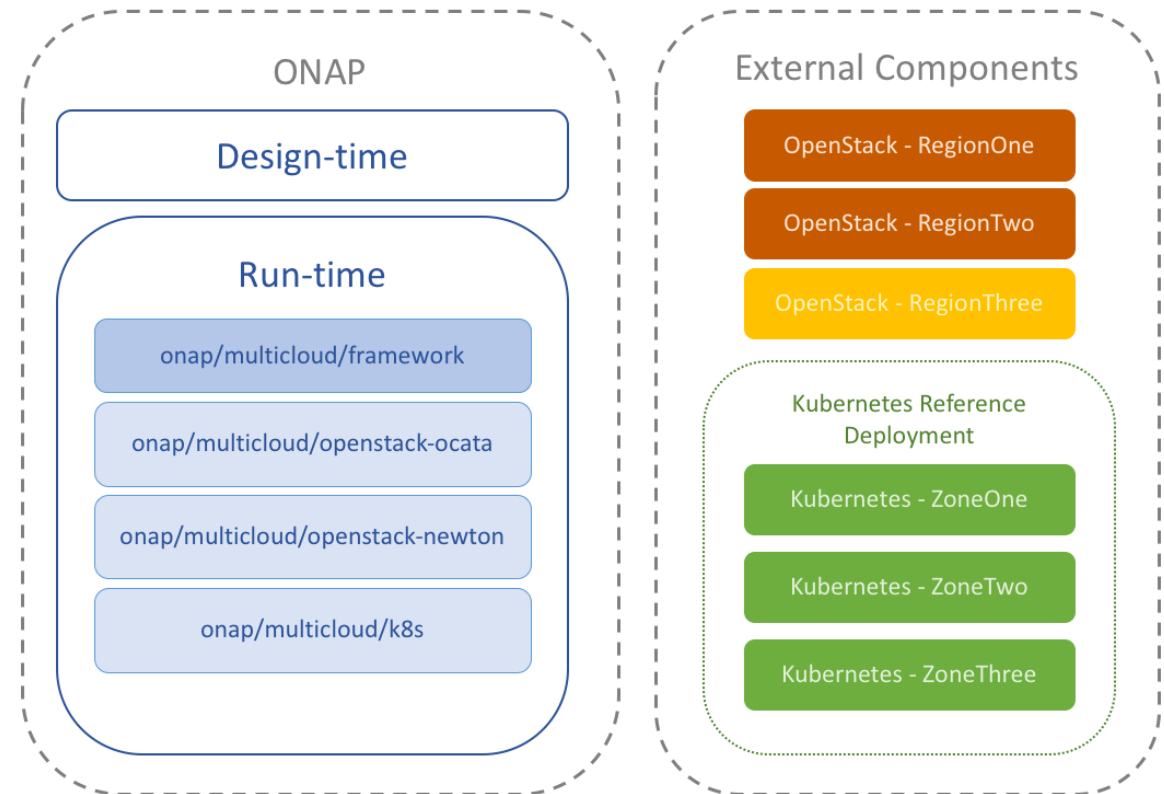 ONAP
Design-time
Run-time
onap/multicloud/framework
onap/multicloud/openstack-ocata
onap/multicloud/openstack-newton
onap/multicloud/k8s
External Components
OpenStack - RegionOne
OpenStack - RegionTwo
OpenStack - RegionThree
Kubernetes Reference
Deployment
Kubernetes - ZoneOne
Kubernetes - ZoneTwo
Kubernetes - ZoneThree